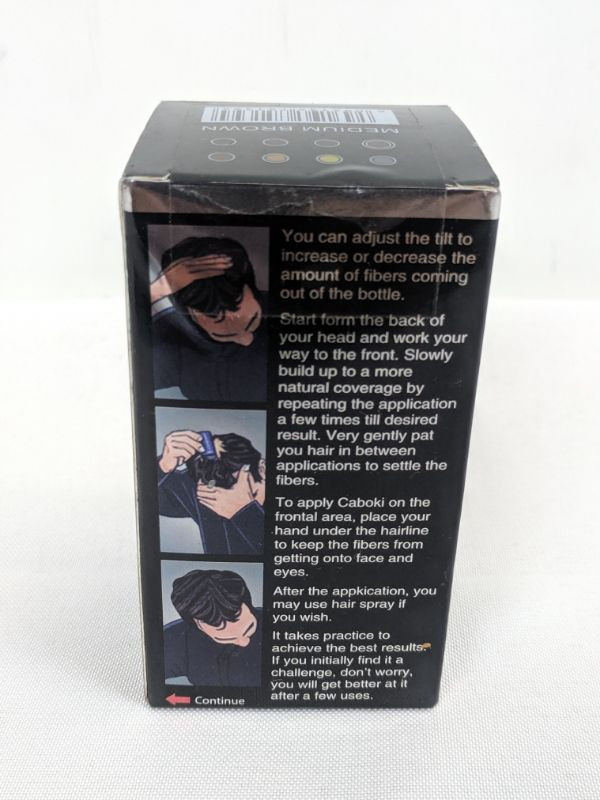 MEDIUM BROWN
You can adjust the tilt to
increase or decrease the
amount of fibers coming
out of the bottle.
Start form the back of
your head and work your
way to the front. Slowly
build up to a more
natural coverage by
repeating the application
a few times till desired
result. Very gently pat
you hair in between
applications to settle the
fibers.
To apply Caboki on the
frontal area, place your
hand under the hairline
to keep the fibers from
getting onto face and
eyes.
After the appkication, you
may use hair spray if
you wish.
It takes practice to
achieve the best results.
If you initially find it a
challenge, don't worry,
you will get better at it
after a few uses.
Continue